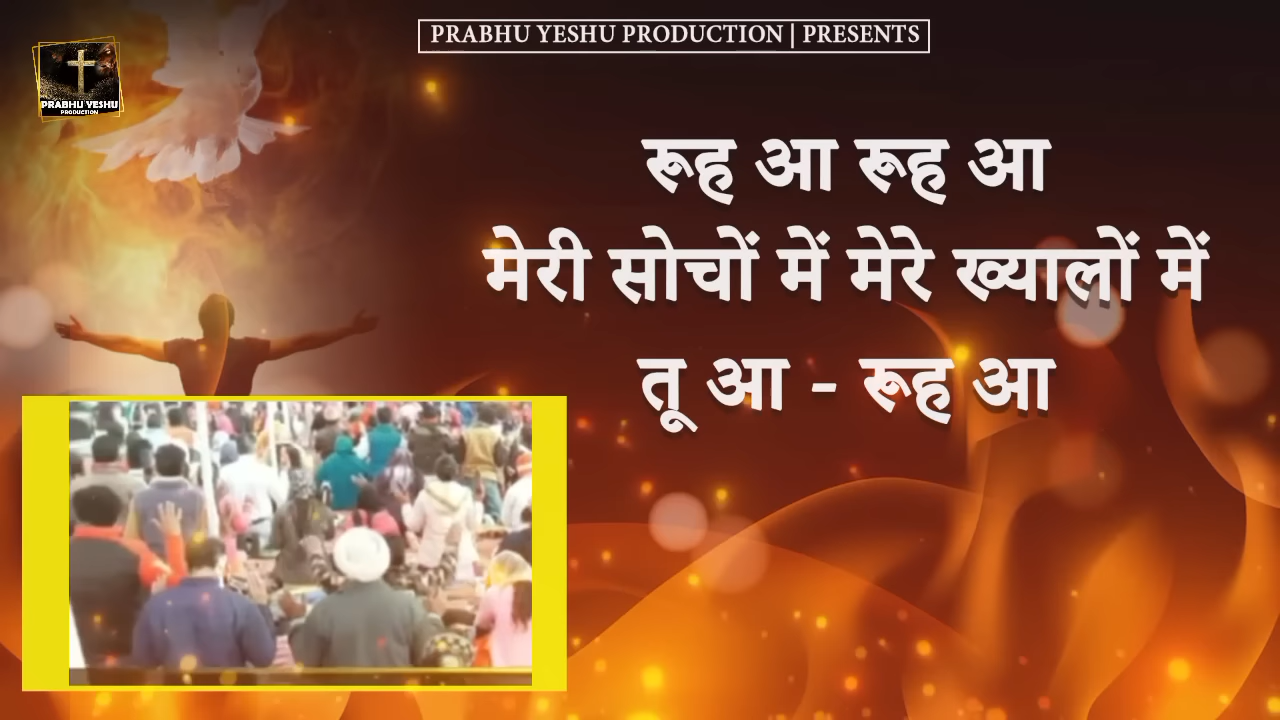 PRABHU YESHU PRODUCTION | PRESENTS
PRABHU YESHU
PRODUCTION
रूह आ रूह आ
मेरी सोचों में मेरे ख्यालों में
तू आ - रूह आ